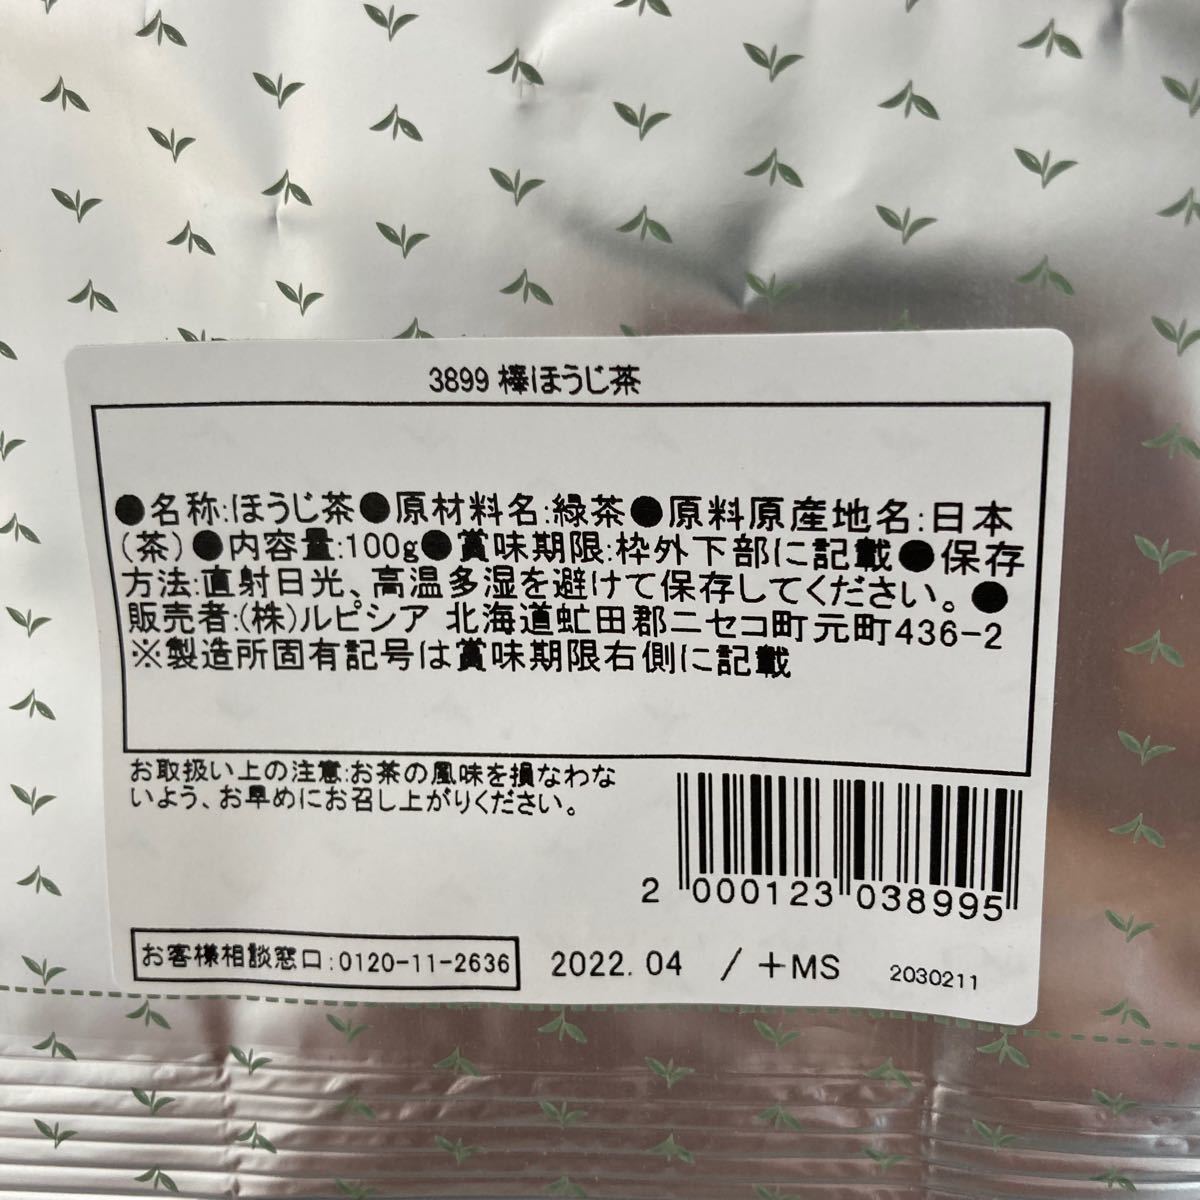 3899 棒ほうじ茶
●名称:ほうじ茶●原材料名:緑茶●原料原産地名:日本
(茶)●内容量:100g●賞味期限:枠外下部に記載●保存
方法:直射日光、高温多湿を避けて保存してください。●
販売者:(株)ルピシア 北海道虻田郡ニセコ町元町436-2
※製造所固有記号は賞味期限右側に記載
お取扱い上の注意:お茶の風味を損なわな
いよう、お早めにお召し上がりください。
2 000123 038995
お客様相談窓口:0120-11-2636
2022.04 / +MS 2030211